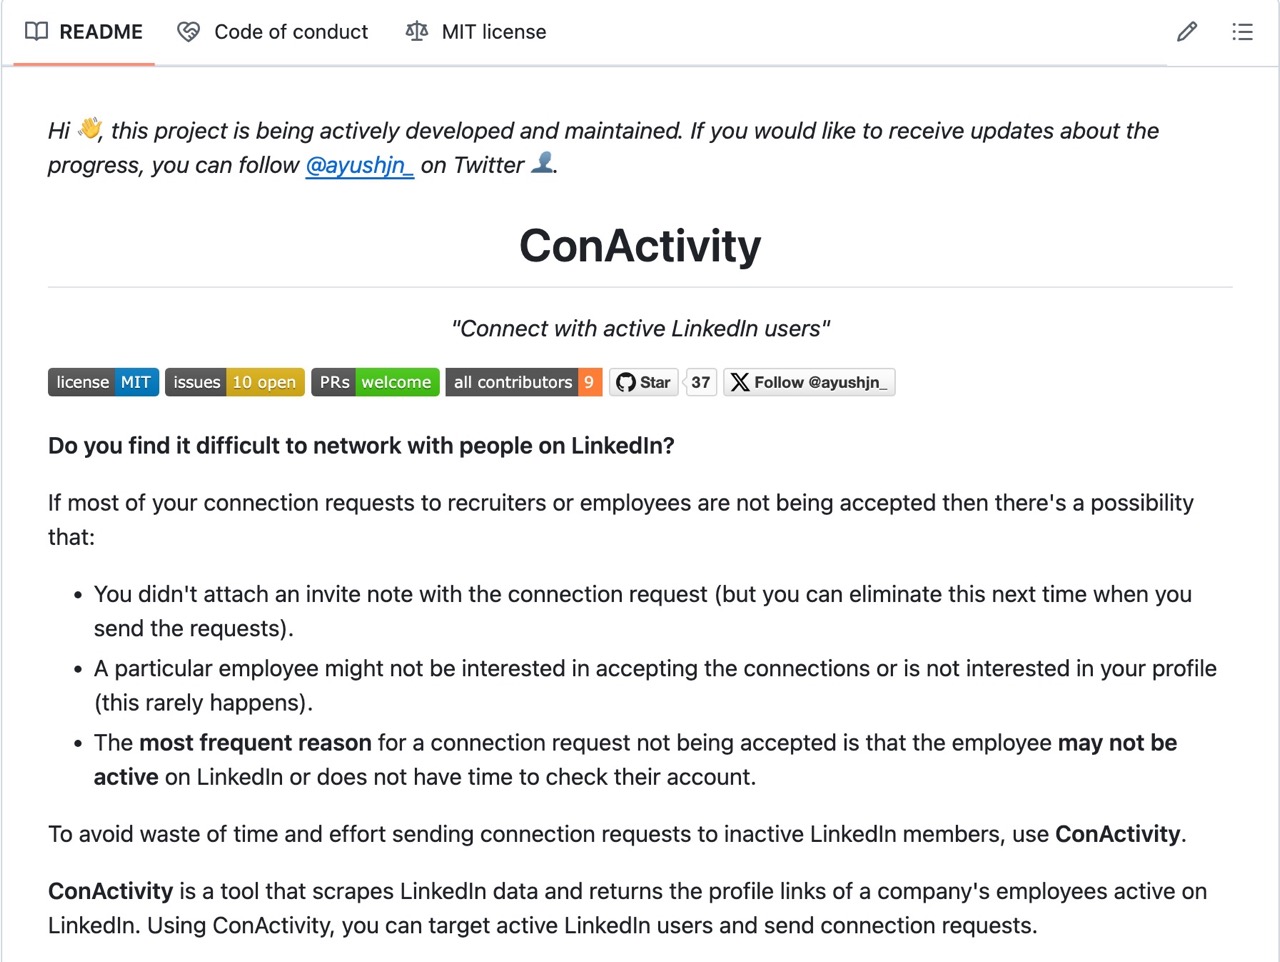 README Code of conduct MIT license
Hi 👋, this project is being actively developed and maintained. If you would like to receive updates about the
progress, you can follow @ayushjn_ on Twitter 👤.
ConActivity
"Connect with active LinkedIn users"
license MIT issues 10 open PRs welcome all contributors 9 Star 37 Follow @ayushjn_
Do you find it difficult to network with people on LinkedIn?
If most of your connection requests to recruiters or employees are not being accepted then there's a possibility
that:
• You didn't attach an invite note with the connection request (but you can eliminate this next time when you
send the requests).
• A particular employee might not be interested in accepting the connections or is not interested in your profile
(this rarely happens).
• The most frequent reason for a connection request not being accepted is that the employee may not be
active on LinkedIn or does not have time to check their account.
To avoid waste of time and effort sending connection requests to inactive LinkedIn members, use ConActivity.
ConActivity is a tool that scrapes LinkedIn data and returns the profile links of a company's employees active on
LinkedIn. Using ConActivity, you can target active LinkedIn users and send connection requests.